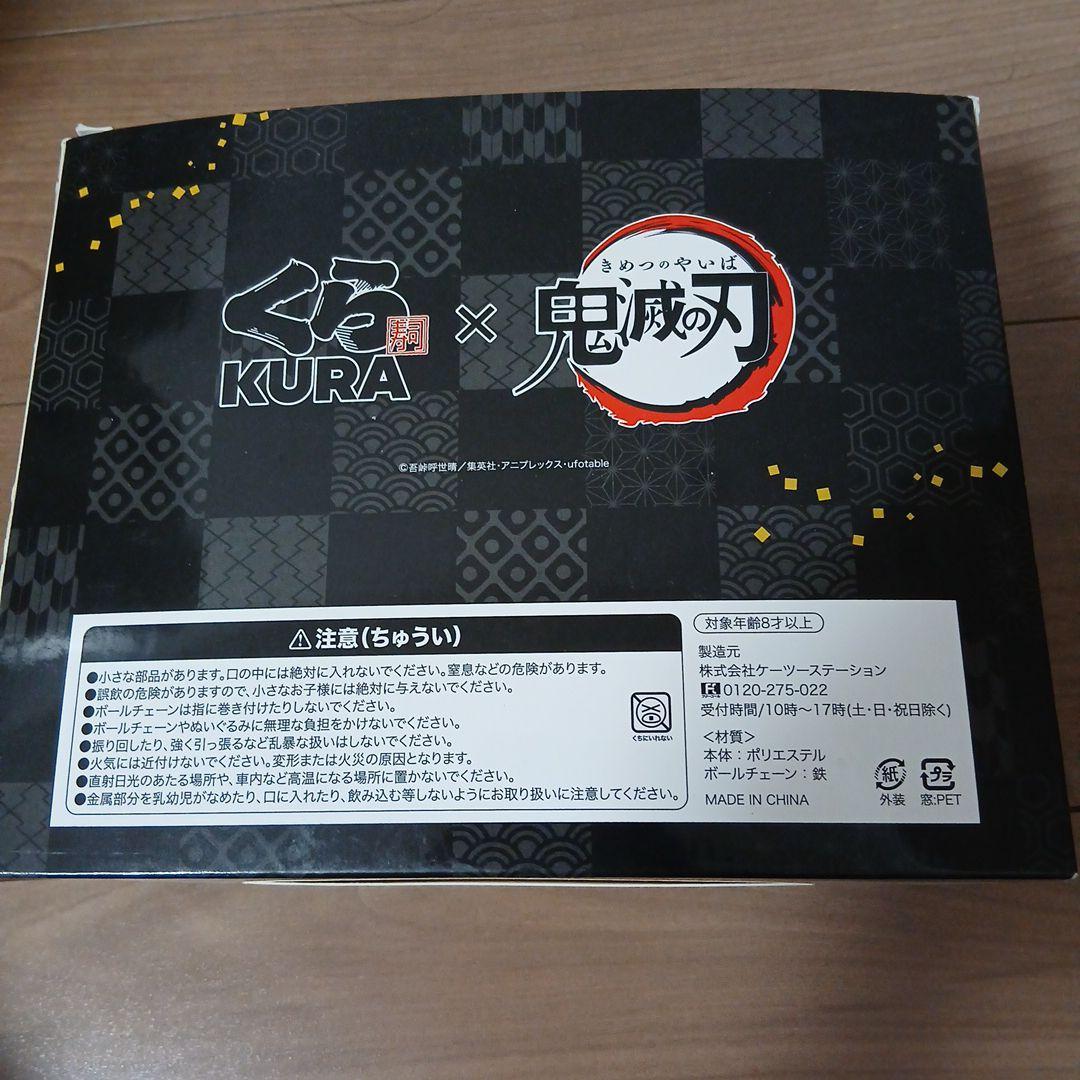 くら
寿司
KURA
×
きめつのやいば
鬼滅の刃
©吾峠呼世晴／集英社・アニプレックス・ufotable
⚠注意(ちゅうい)
●小さな部品があります。口の中には絶対に入れないでください。窒息などの危険があります。
●誤飲の危険がありますので、小さなお子様には絶対に与えないでください。
●ボールチェーンは指に巻き付けたりしないでください。
●ボールチェーンやぬいぐるみに無理な負担をかけないでください。
●振り回したり、強く引っ張るなど乱暴な扱いはしないでください。
●火気には近付けないでください。変形または火災の原因となります。
●直射日光のあたる場所や、車内など高温になる場所に置かないでください。
●金属部分を乳幼児がなめたり、口に入れたり、飲み込む等しないようにお取り扱いに注意してください。
くちにいれない
対象年齢8才以上
製造元
株式会社ケーツーステーション
フリーコール 0120-275-022
受付時間/10時〜17時(土・日・祝日除く)
＜材質＞
本体：ポリエステル
ボールチェーン：鉄
MADE IN CHINA
紙
外装
プラ
窓:PET